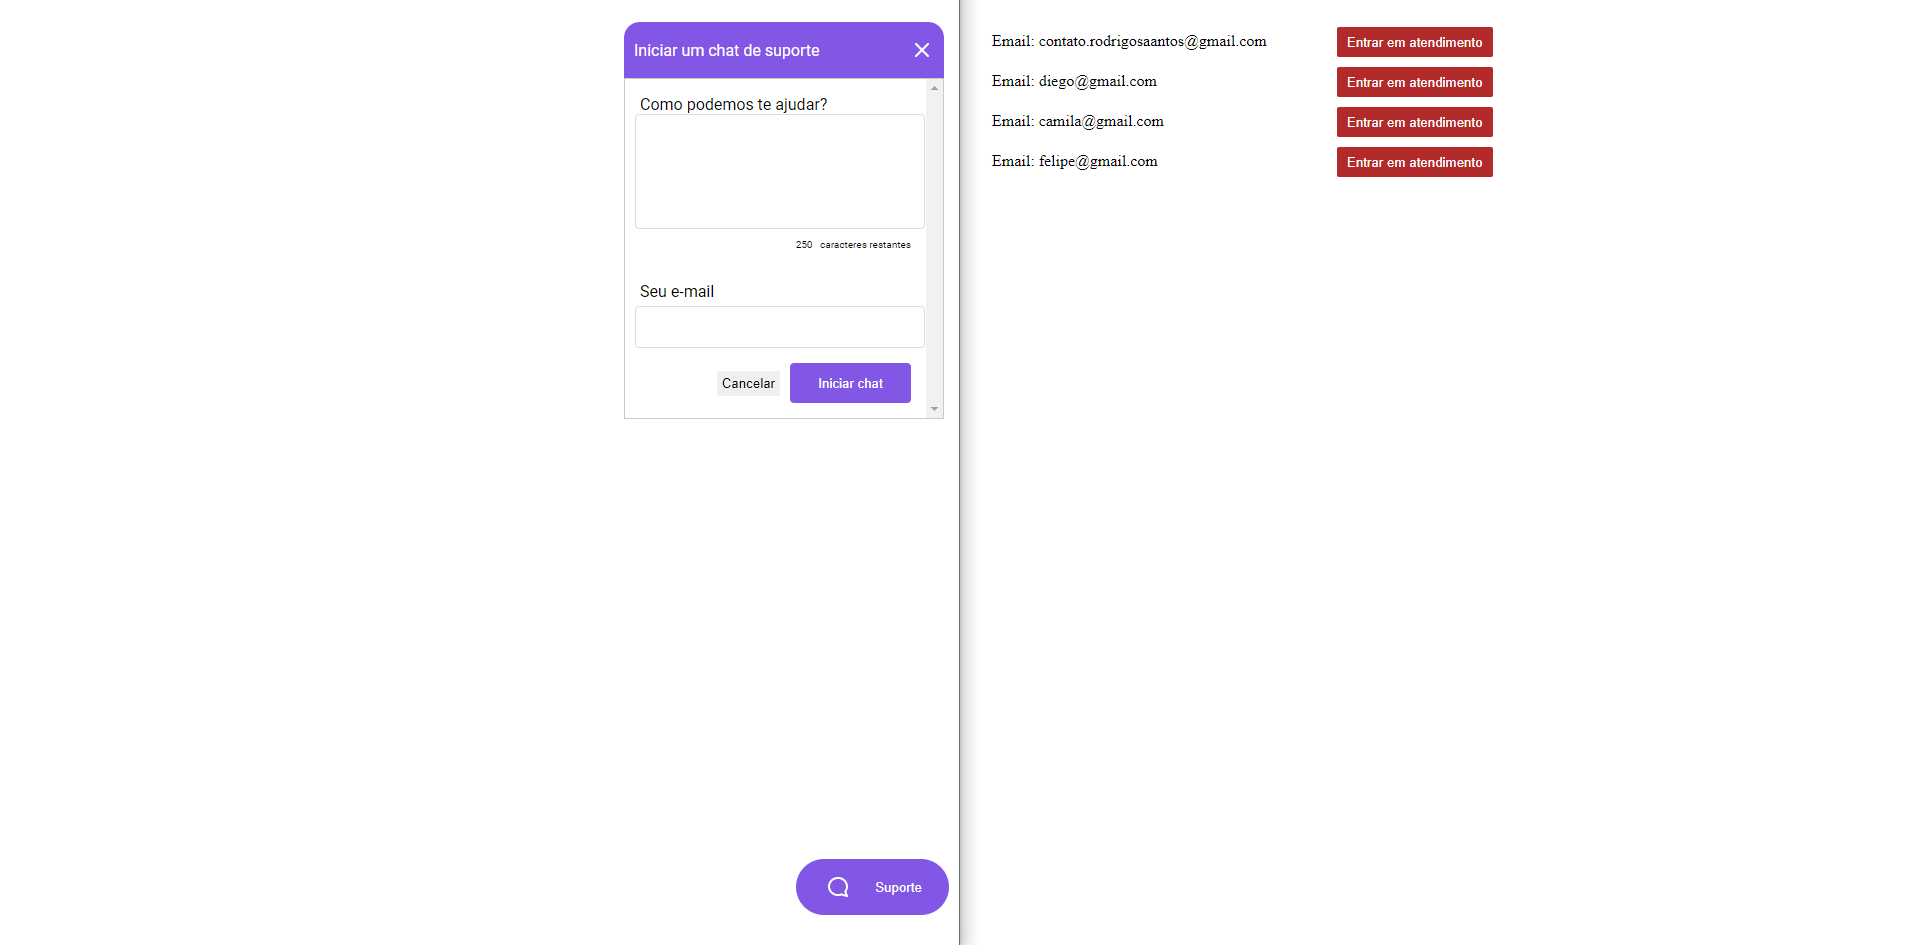 Iniciar um chat de suporte
Como podemos te ajudar?
250 caracteres restantes
Seu e-mail
Cancelar
Iniciar chat
Suporte
Email: contato.rodrigosaantos@gmail.com Entrar em atendimento
Email: diego@gmail.com Entrar em atendimento
Email: camila@gmail.com Entrar em atendimento
Email: felipe@gmail.com Entrar em atendimento